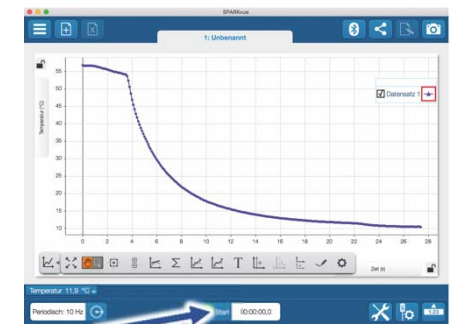 SPARKvue
1: Unbenannt
Temperatur (°C)
55
50
45
40
35
30
25
20
15
10
Datensatz 1
0 2 4 6 8 10 12 14 16 18 20 22 24 26 28
Zeit (s)
Σ T
Temperatur 11,9 °C
Periodisch: 10 Hz
Start
00:00:00,0
1.23